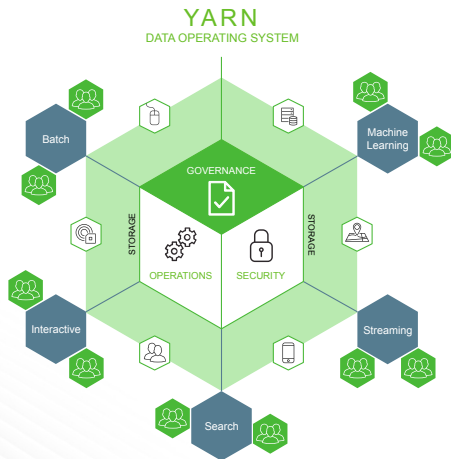 YARN
DATA OPERATING SYSTEM
Batch
Machine
Learning
GOVERNANCE
STORAGE
STORAGE
OPERATIONS
SECURITY
Interactive
Streaming
Search